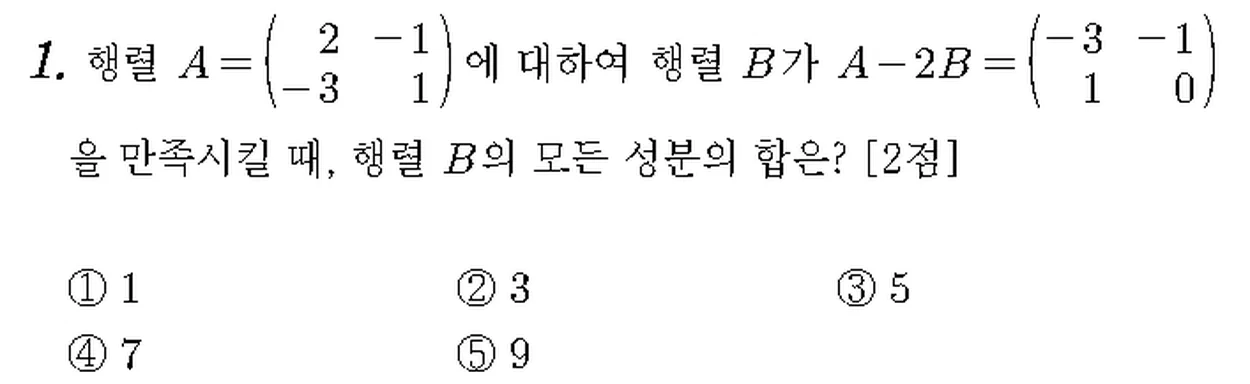 1. 행렬 A=( 2 -1
-3 1 )에 대하여 행렬 B가 A-2B=( -3 -1
1 0 )
을 만족시킬 때, 행렬 B의 모든 성분의 합은? [2점]
① 1 ② 3 ③ 5
④ 7 ⑤ 9